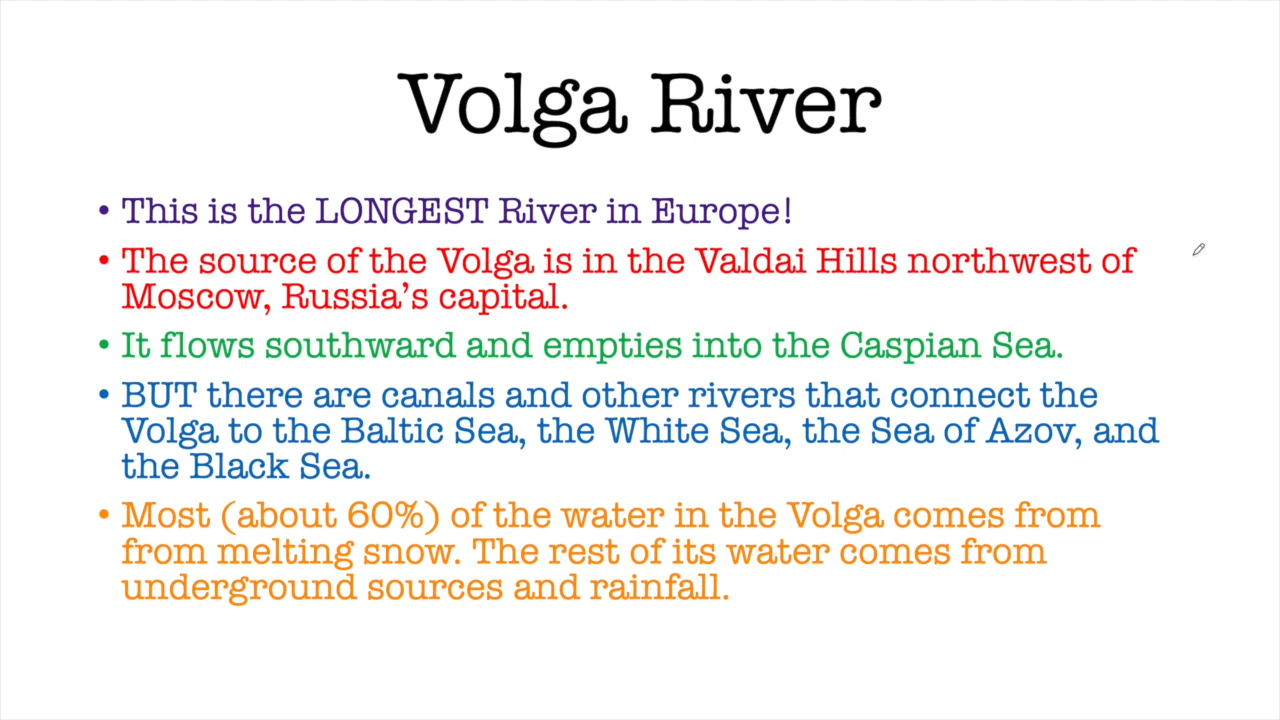 Volga River
• This is the LONGEST River in Europe!
• The source of the Volga is in the Valdai Hills northwest of
Moscow, Russia’s capital.
• It flows southward and empties into the Caspian Sea.
• BUT there are canals and other rivers that connect the
Volga to the Baltic Sea, the White Sea, the Sea of Azov, and
the Black Sea.
• Most (about 60%) of the water in the Volga comes from
from melting snow. The rest of its water comes from
underground sources and rainfall.